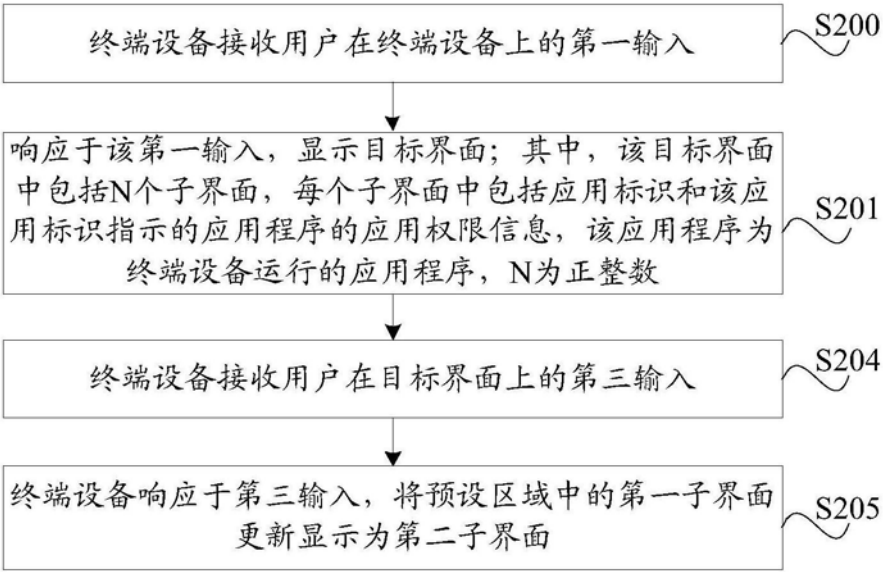 终端设备接收用户在终端设备上的第一输入
S200
响应于该第一输入，显示目标界面；其中，该目标界面
中包括N个子界面，每个子界面中包括应用标识和该应
用标识指示的应用程序的应用权限信息，该应用程序为
终端设备运行的应用程序，N为正整数
S201
终端设备接收用户在目标界面上的第三输入
S204
终端设备响应于第三输入，将预设区域中的第一子界面
更新显示为第二子界面
S205